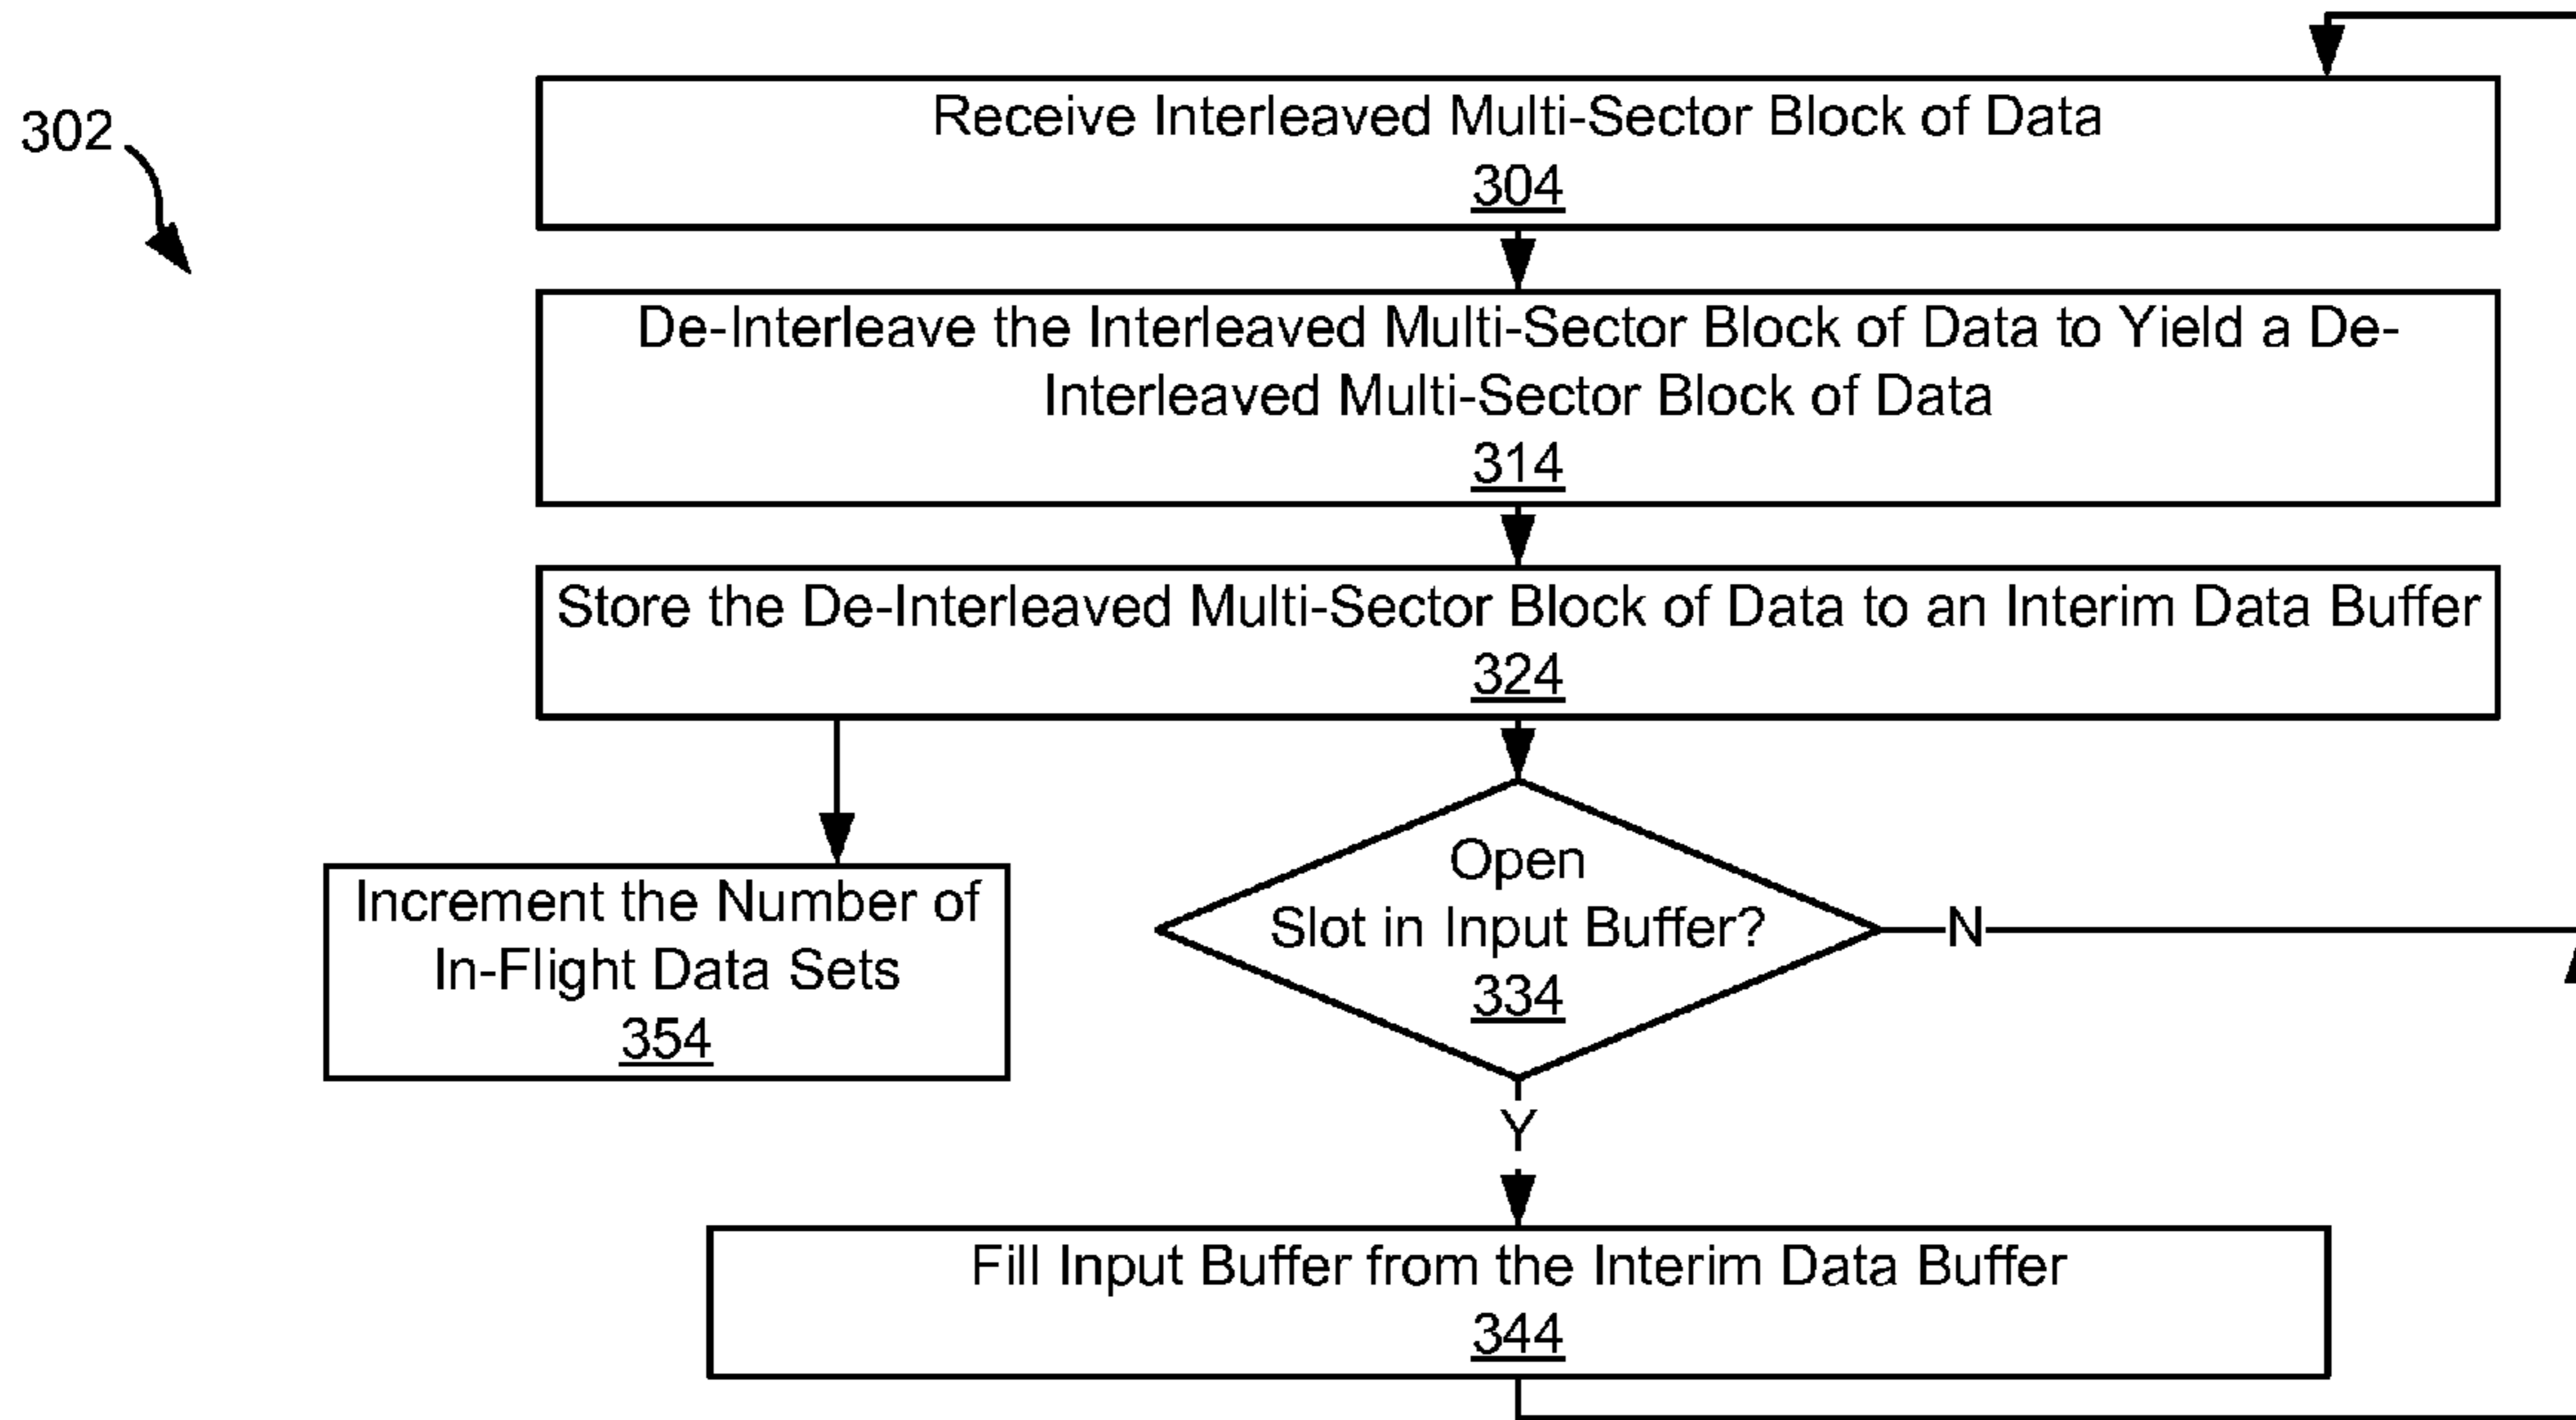 302
Receive Interleaved Multi-Sector Block of Data
304
De-Interleave the Interleaved Multi-Sector Block of Data to Yield a De-
Interleaved Multi-Sector Block of Data
314
Store the De-Interleaved Multi-Sector Block of Data to an Interim Data Buffer
324
Increment the Number of
In-Flight Data Sets
354
Open
Slot in Input Buffer?
334
N
Y
Fill Input Buffer from the Interim Data Buffer
344